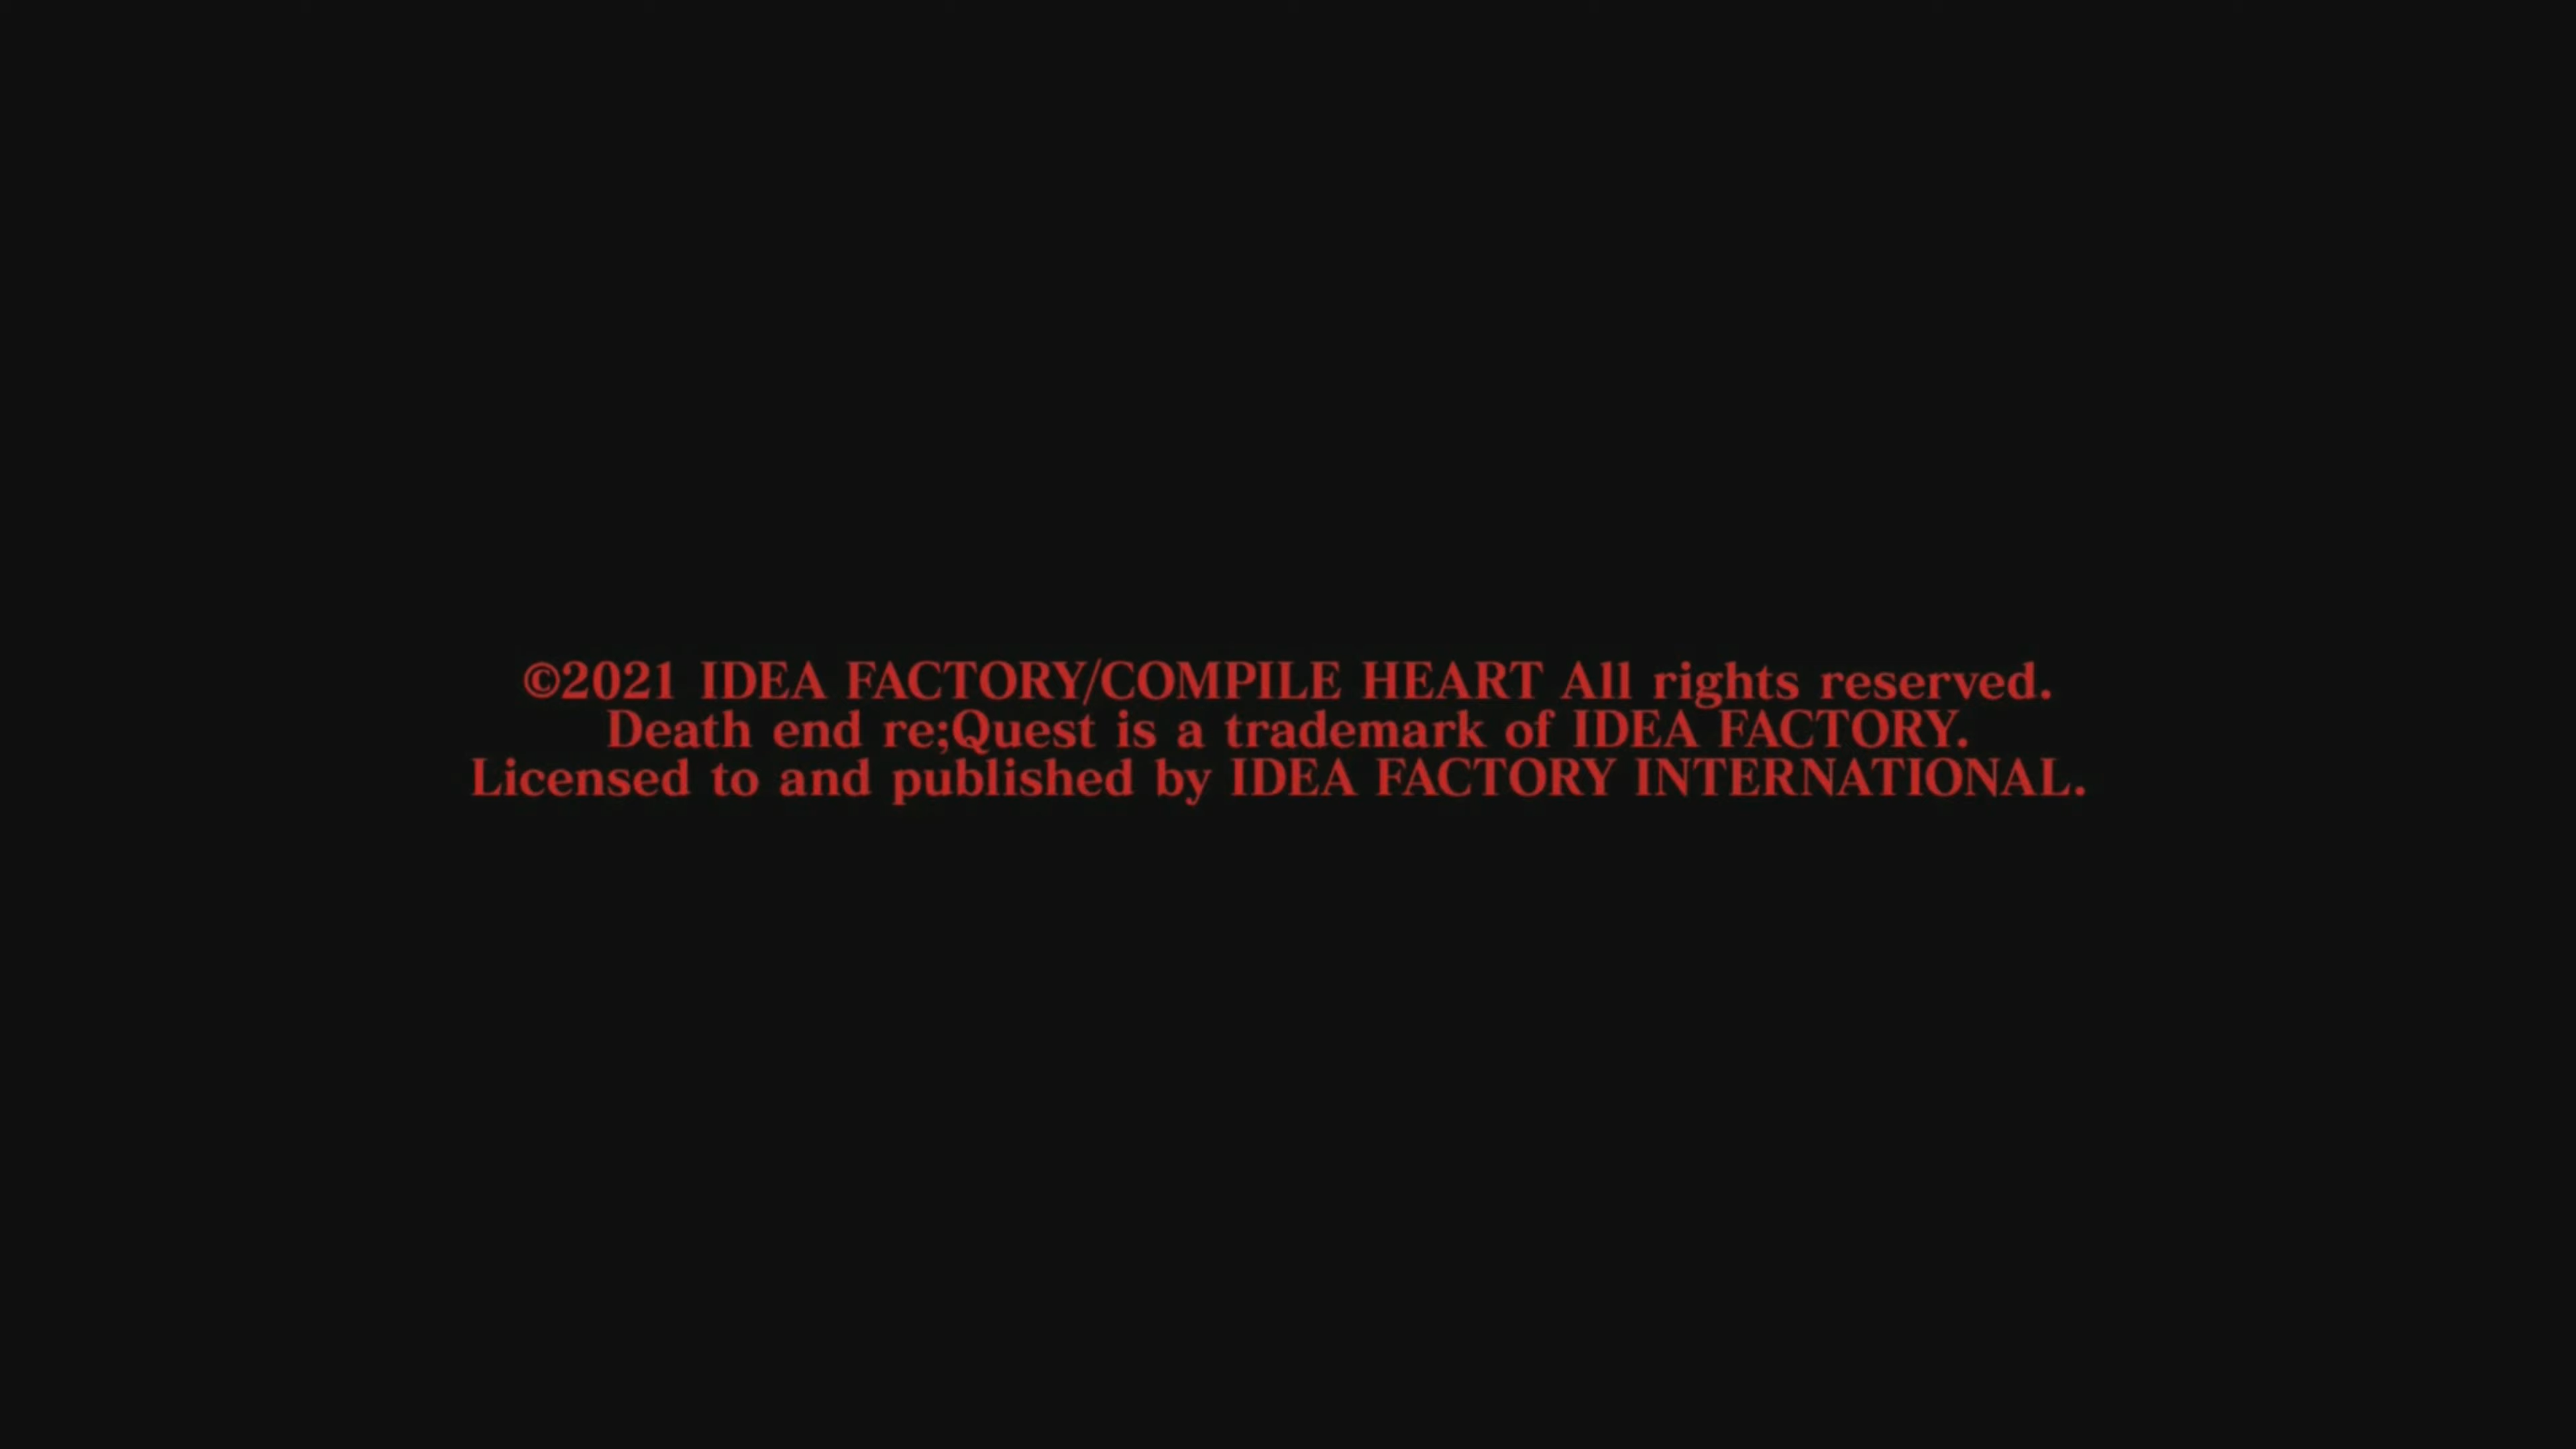 ©2021 IDEA FACTORY/COMPILE HEART All rights reserved.
Death end re;Quest is a trademark of IDEA FACTORY.
Licensed to and published by IDEA FACTORY INTERNATIONAL.